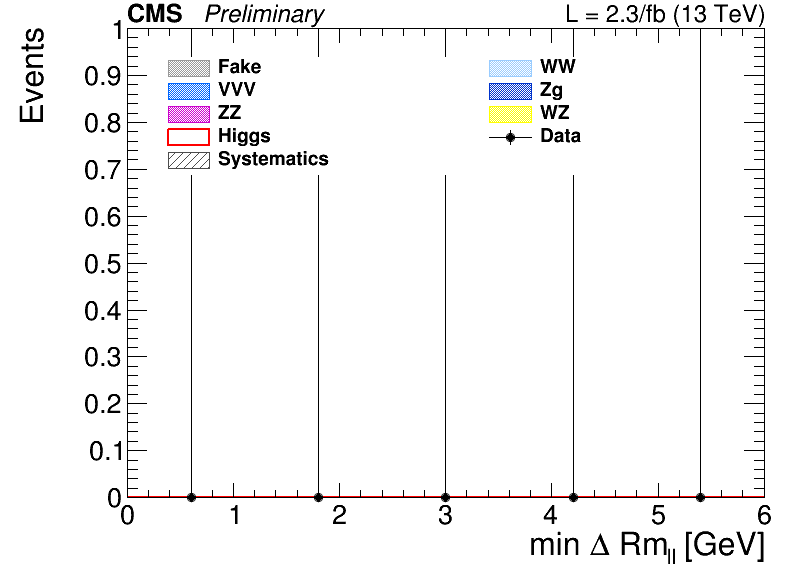 CMS Preliminary L = 2.3/fb (13 TeV)
Events
1
0.9
0.8
0.7
0.6
0.5
0.4
0.3
0.2
0.1
0
Fake WW
VVV Zg
ZZ WZ
Higgs Data
Systematics
0 1 2 3 4 5 6
min Δ Rm_ll [GeV]